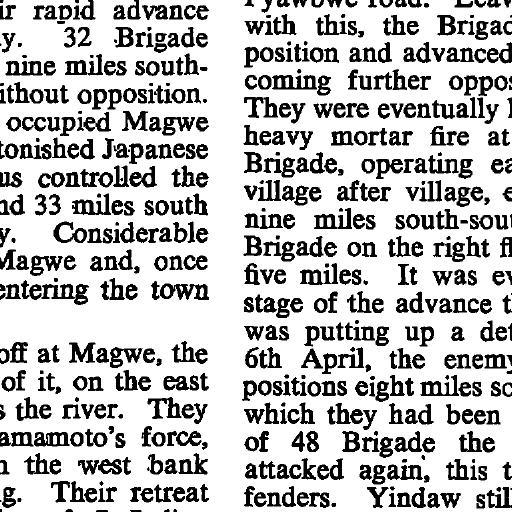 ir rapid advance
y. 32 Brigade
nine miles south-
ithout opposition.
occupied Magwe
tonished Japanese
us controlled the
nd 33 miles south
y. Considerable
Magwe and, once
entering the town
off at Magwe, the
of it, on the east
s the river. They
amamoto's force,
n the west bank
g. Their retreat
Pyawbwe road. Leav
with this, the Brigad
position and advanced
coming further oppos
They were eventually
heavy mortar fire at
Brigade, operating ea
village after village, e
nine miles south-sout
Brigade on the right fl
five miles. It was ev
stage of the advance t
was putting up a det
6th April, the enemy
positions eight miles so
which they had been
of 48 Brigade the
attacked again, this t
fenders. Yindaw still